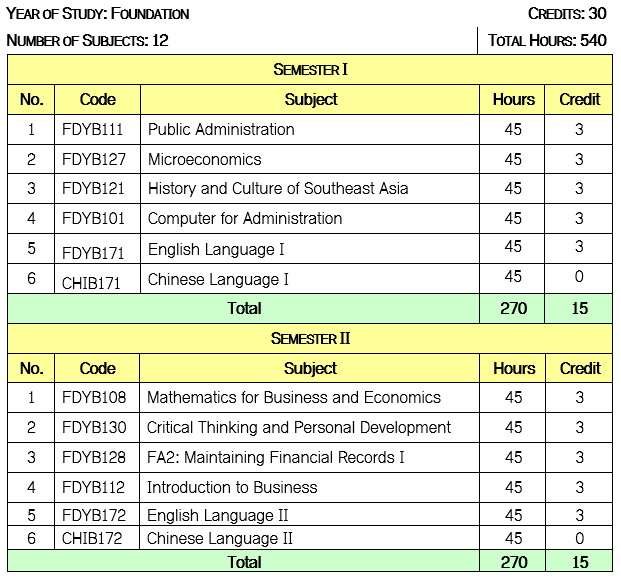 YEAR OF STUDY: FOUNDATION CREDITS: 30
NUMBER OF SUBJECTS: 12 TOTAL HOURS: 540
SEMESTER I
No. Code Subject Hours Credit
1 FDYB111 Public Administration 45 3
2 FDYB127 Microeconomics 45 3
3 FDYB121 History and Culture of Southeast Asia 45 3
4 FDYB101 Computer for Administration 45 3
5 FDYB171 English Language I 45 3
6 CHIB171 Chinese Language I 45 0
Total 270 15
SEMESTER II
No. Code Subject Hours Credit
1 FDYB108 Mathematics for Business and Economics 45 3
2 FDYB130 Critical Thinking and Personal Development 45 3
3 FDYB128 FA2: Maintaining Financial Records I 45 3
4 FDYB112 Introduction to Business 45 3
5 FDYB172 English Language II 45 3
6 CHIB172 Chinese Language II 45 0
Total 270 15